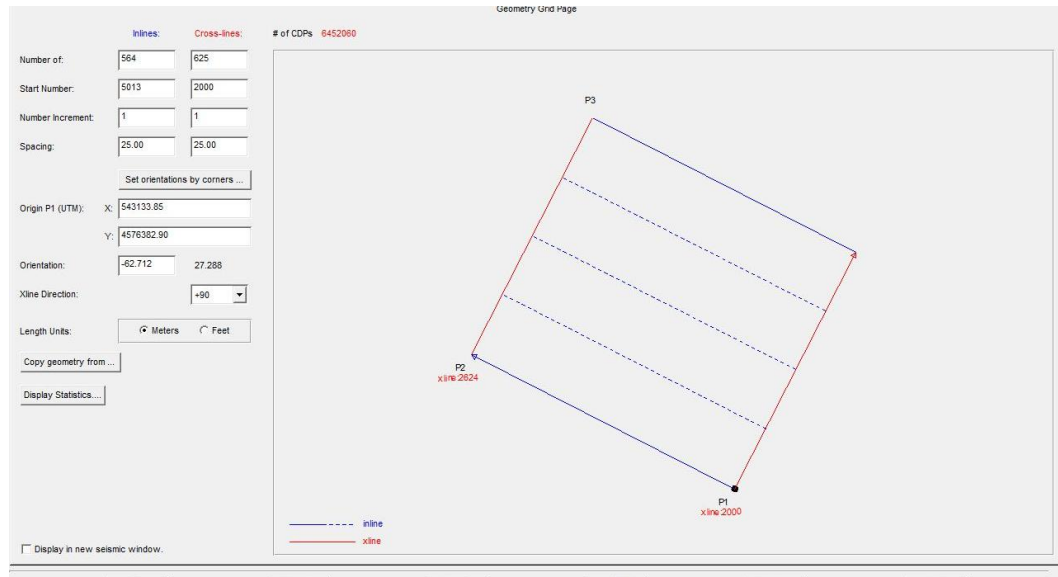 Geometry Grid Page
Inlines: Cross-lines: # of CDPs 6452060
Number of: 564 625
Start Number: 5013 2000
Number Increment: 1 1
Spacing: 25.00 25.00
Set orientations by corners ...
Origin P1 (UTM): X: 543133.85
Y: 4576382.90
Orientation: -62.712 27.288
Xline Direction: +90
Length Units: Meters Feet
Copy geometry from ...
Display Statistics....
Display in new seismic window.
P3
P2
xline:2624
P1
xline:2000
inline
xline